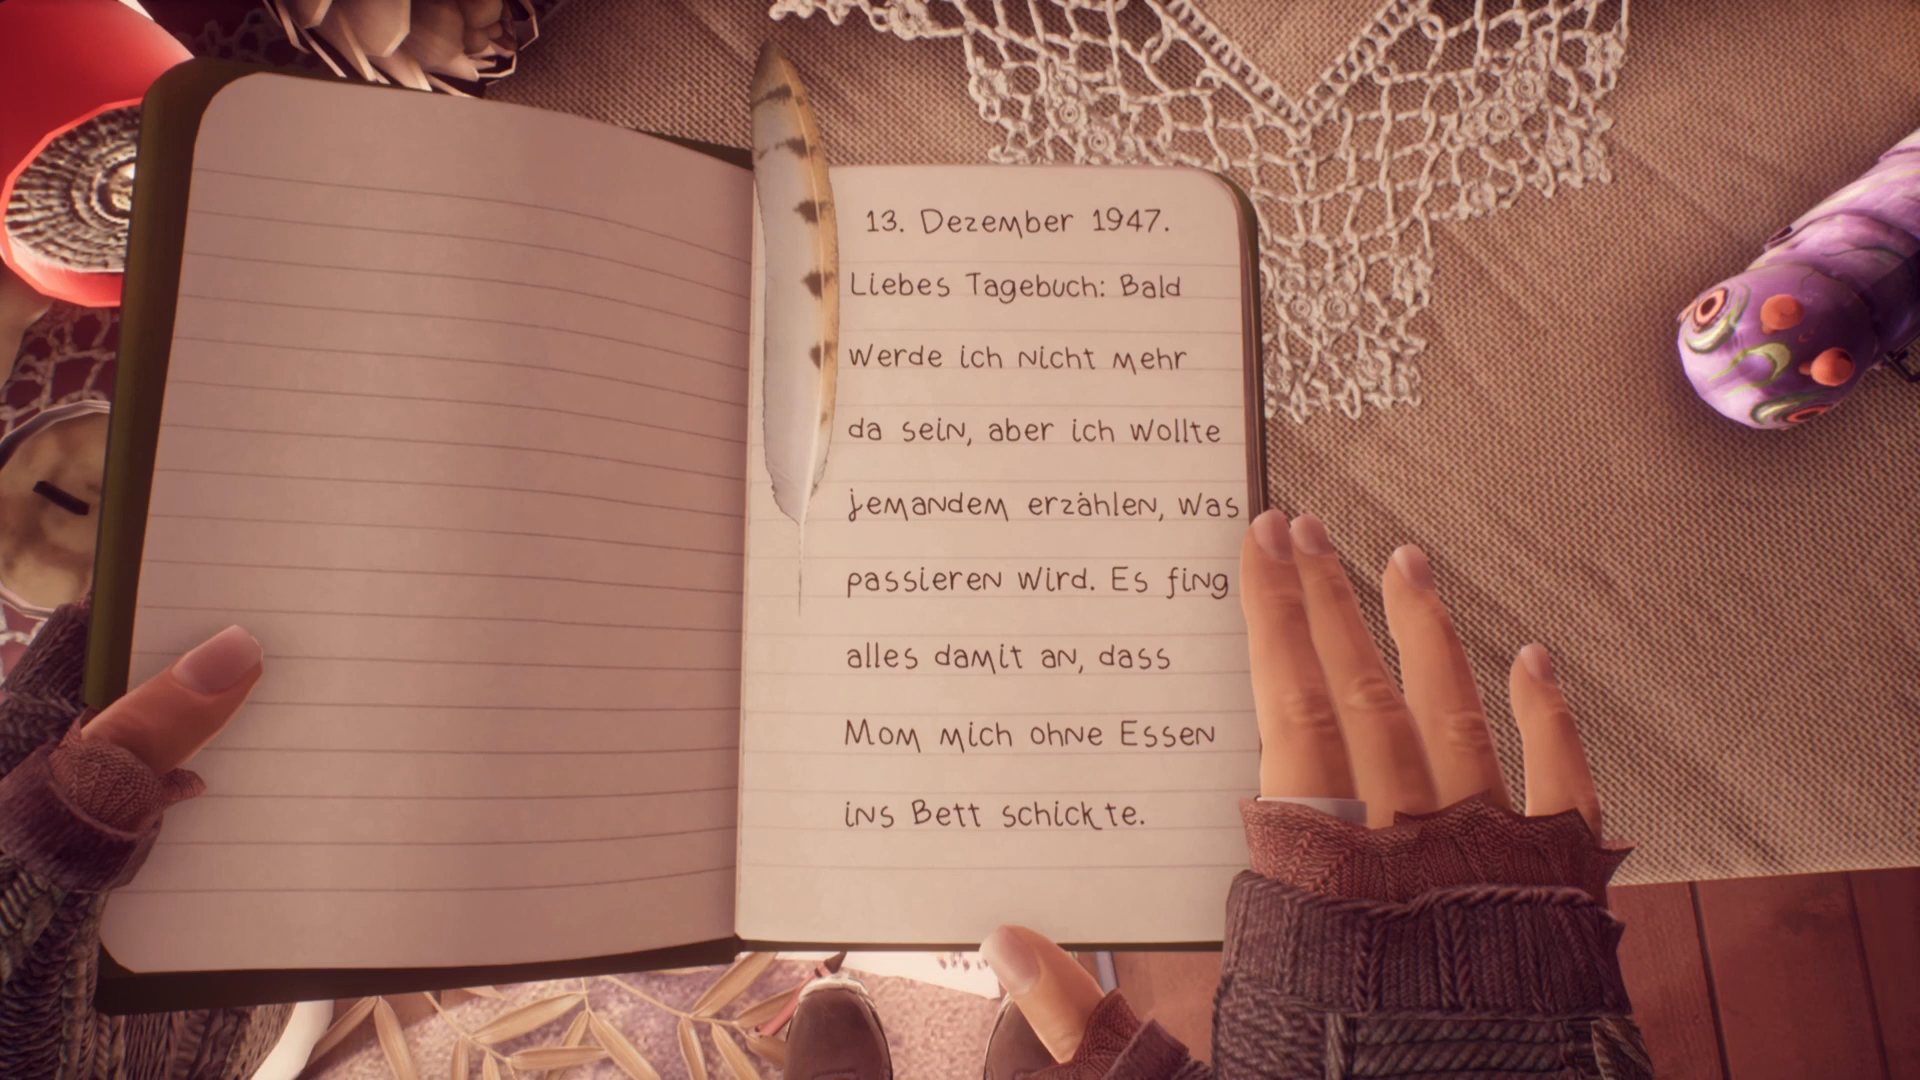 13. Dezember 1947.
Liebes Tagebuch: Bald
werde ich nicht mehr
da sein, aber ich wollte
jemandem erzählen, was
passieren wird. Es fing
alles damit an, dass
Mom mich ohne Essen
ins Bett schickte.